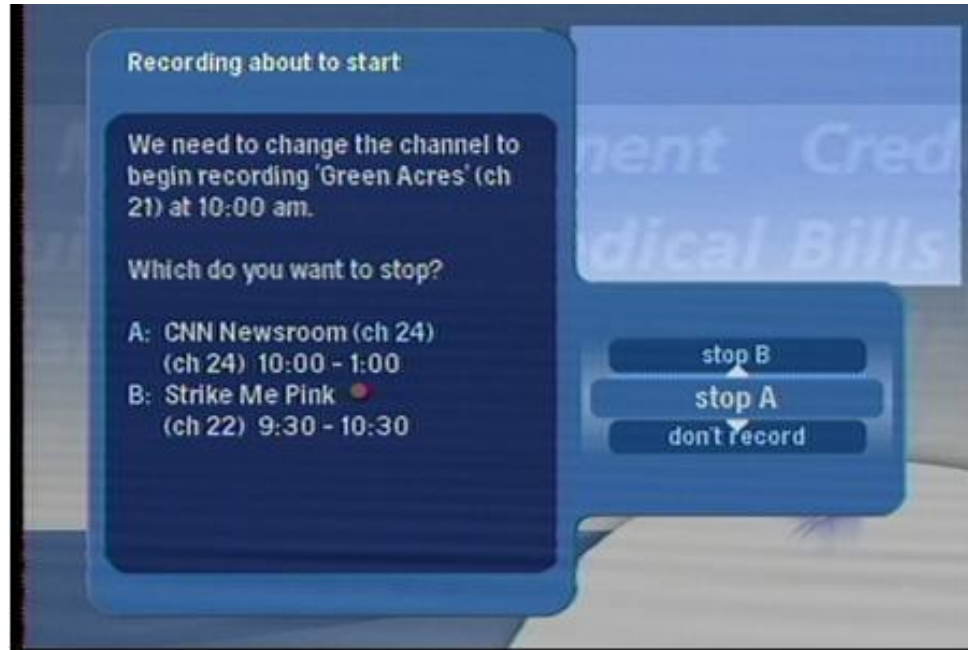 Recording about to start
We need to change the channel to
begin recording 'Green Acres' (ch
21) at 10:00 am.
Which do you want to stop?
A: CNN Newsroom (ch 24)
(ch 24) 10:00 - 1:00
B: Strike Me Pink
(ch 22) 9:30 - 10:30
stop B
stop A
don't record
Cred
Bills